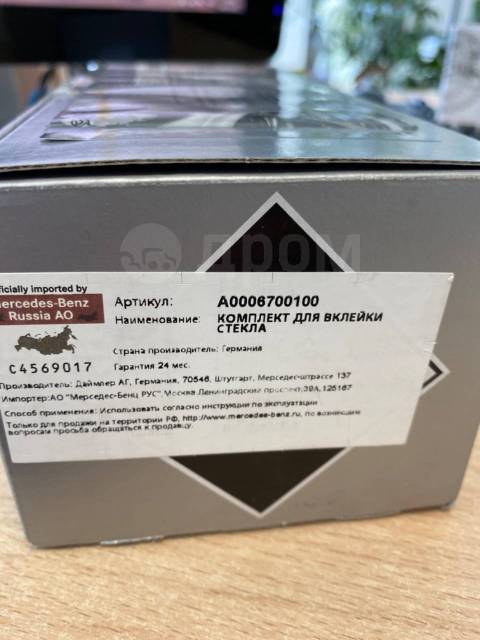 дром
ficially imported by
ercedes-Benz
Russia AO
C4569017
Артикул: A0006700100
Наименование: КОМПЛЕКТ ДЛЯ ВКЛЕЙКИ
СТЕКЛА
Страна производитель: Германия
Гарантия 24 мес.
Производитель: Даймлер АГ, Германия, 70546, Штутгарт, Мерседесштрассе 137
Импортер:АО "Мерседес-Бенц РУС", Москва,Ленинградский проспект,39А,125167
Способ применения: Использовать согласно инструкции по эксплуатации
Только для продажи на территории РФ, http://www.mercedes-benz.ru, по возникшим
вопросам просьба обращаться к продавцу.